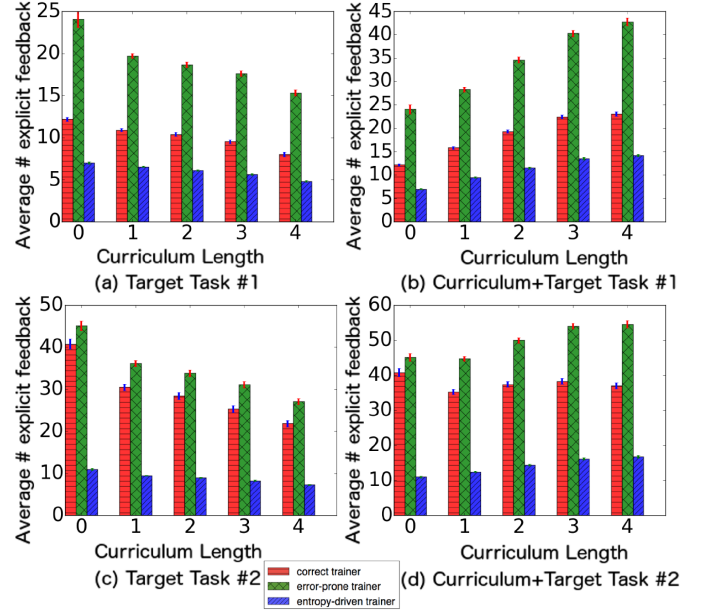 Average # explicit feedback
25
20
15
10
5
0
0 1 2 3 4
Curriculum Length
(a) Target Task #1
Average # explicit feedback
45
40
35
30
25
20
15
10
5
0
0 1 2 3 4
Curriculum Length
(b) Curriculum+Target Task #1
Average # explicit feedback
50
40
30
20
10
0
0 1 2 3 4
Curriculum Length
(c) Target Task #2
Average # explicit feedback
60
50
40
30
20
10
0
0 1 2 3 4
Curriculum Length
(d) Curriculum+Target Task #2
correct trainer
error-prone trainer
entropy-driven trainer